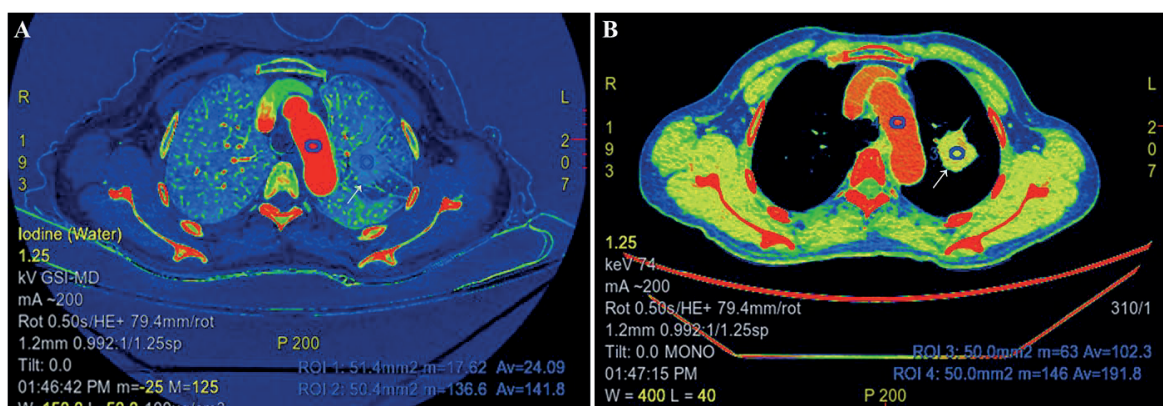 A
R
1
9
3
L
2
0
7
Iodine (Water)
1.25
kV GSI-MD
mA ~200
Rot 0.50s/HE+ 79.4mm/rot
1.2mm 0.992:1/1.25sp
Tilt: 0.0
01:46:42 PM m=-25 M=125
P 200
ROI 1: 51.4mm2 m=17.62 Av=24.09
ROI 2: 50.4mm2 m=136.6 Av=141.8
B
R
1
9
3
L
2
0
7
3
1.25
keV 74
mA ~200
Rot 0.50s/HE+ 79.4mm/rot
1.2mm 0.992:1/1.25sp
Tilt: 0.0 MONO
01:47:15 PM
W = 400 L = 40
P 200
310/1
ROI 3: 50.0mm2 m=63 Av=102.3
ROI 4: 50.0mm2 m=146 Av=191.8